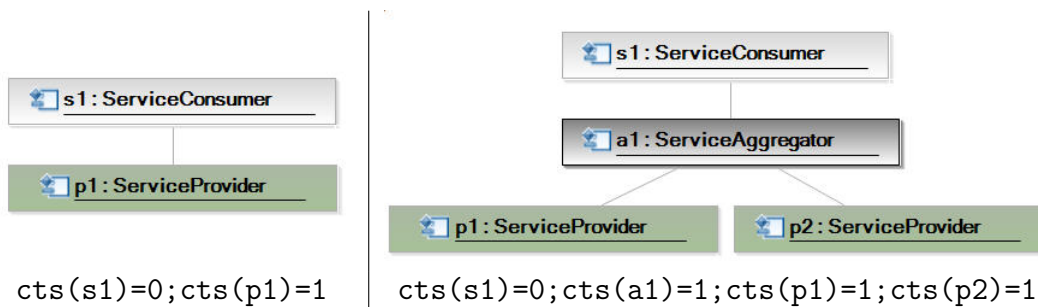 s1 : ServiceConsumer
p1 : ServiceProvider
cts(s1)=0;cts(p1)=1
s1 : ServiceConsumer
a1 : ServiceAggregator
p1 : ServiceProvider
p2 : ServiceProvider
cts(s1)=0;cts(a1)=1;cts(p1)=1;cts(p2)=1